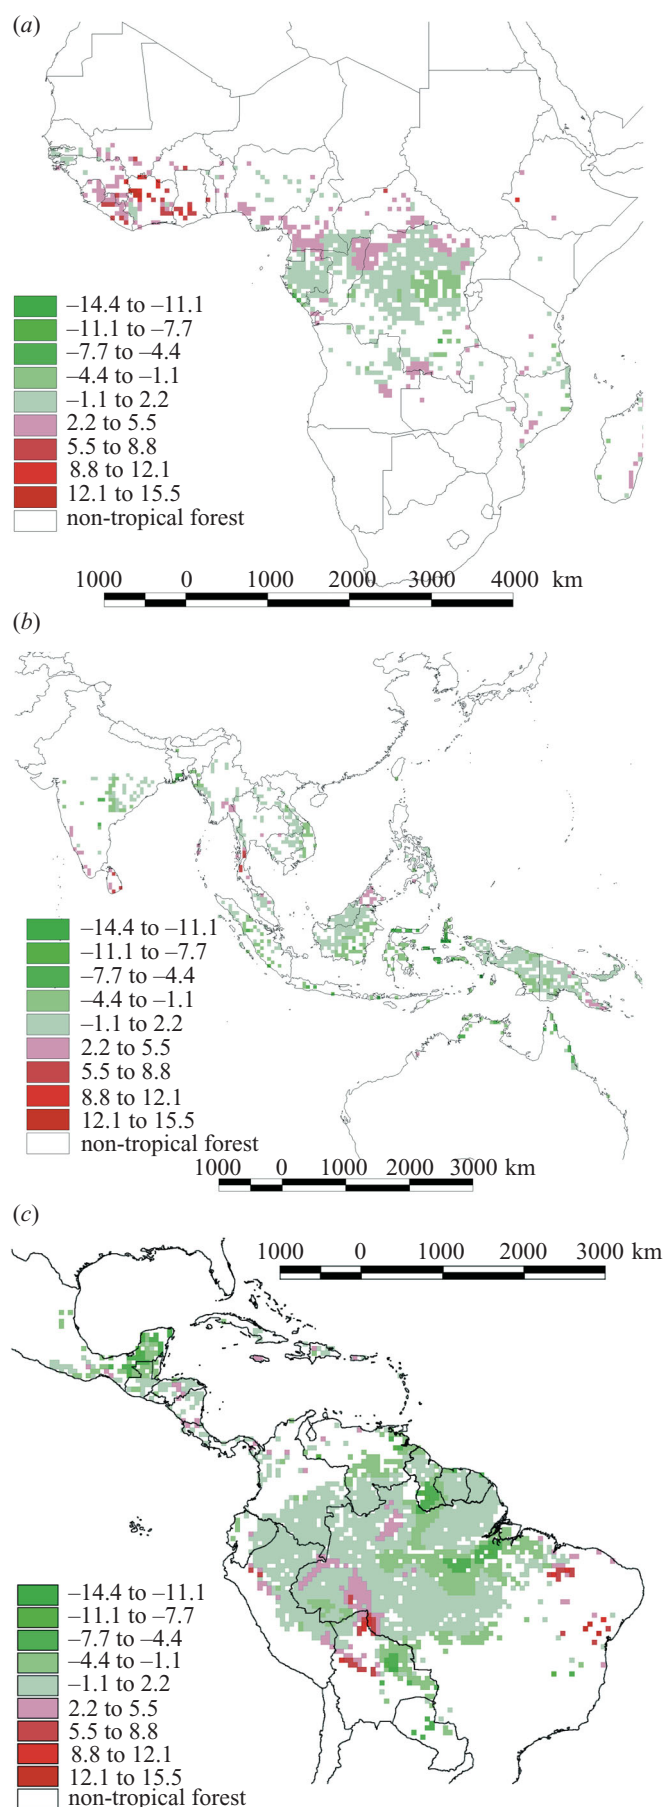 (a)
–14.4 to –11.1
–11.1 to –7.7
–7.7 to –4.4
–4.4 to –1.1
–1.1 to 2.2
2.2 to 5.5
5.5 to 8.8
8.8 to 12.1
12.1 to 15.5
non-tropical forest
1000 0 1000 2000 3000 4000 km
(b)
–14.4 to –11.1
–11.1 to –7.7
–7.7 to –4.4
–4.4 to –1.1
–1.1 to 2.2
2.2 to 5.5
5.5 to 8.8
8.8 to 12.1
12.1 to 15.5
non-tropical forest
1000 0 1000 2000 3000 km
(c)
1000 0 1000 2000 3000 km
–14.4 to –11.1
–11.1 to –7.7
–7.7 to –4.4
–4.4 to –1.1
–1.1 to 2.2
2.2 to 5.5
5.5 to 8.8
8.8 to 12.1
12.1 to 15.5
non-tropical forest